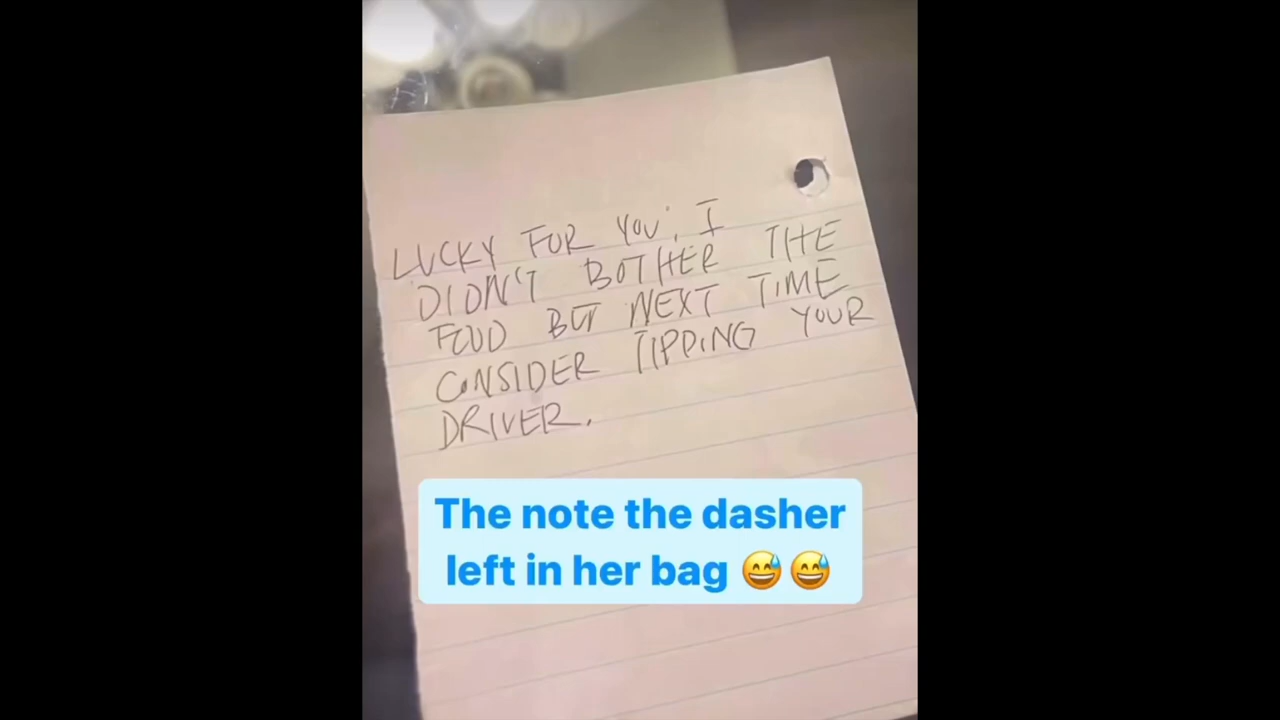 LUCKY FOR YOU, I
DIDN'T BOTHER THE
FOOD BUT NEXT TIME
CONSIDER TIPPING YOUR
DRIVER.
The note the dasher
left in her bag 😅😅